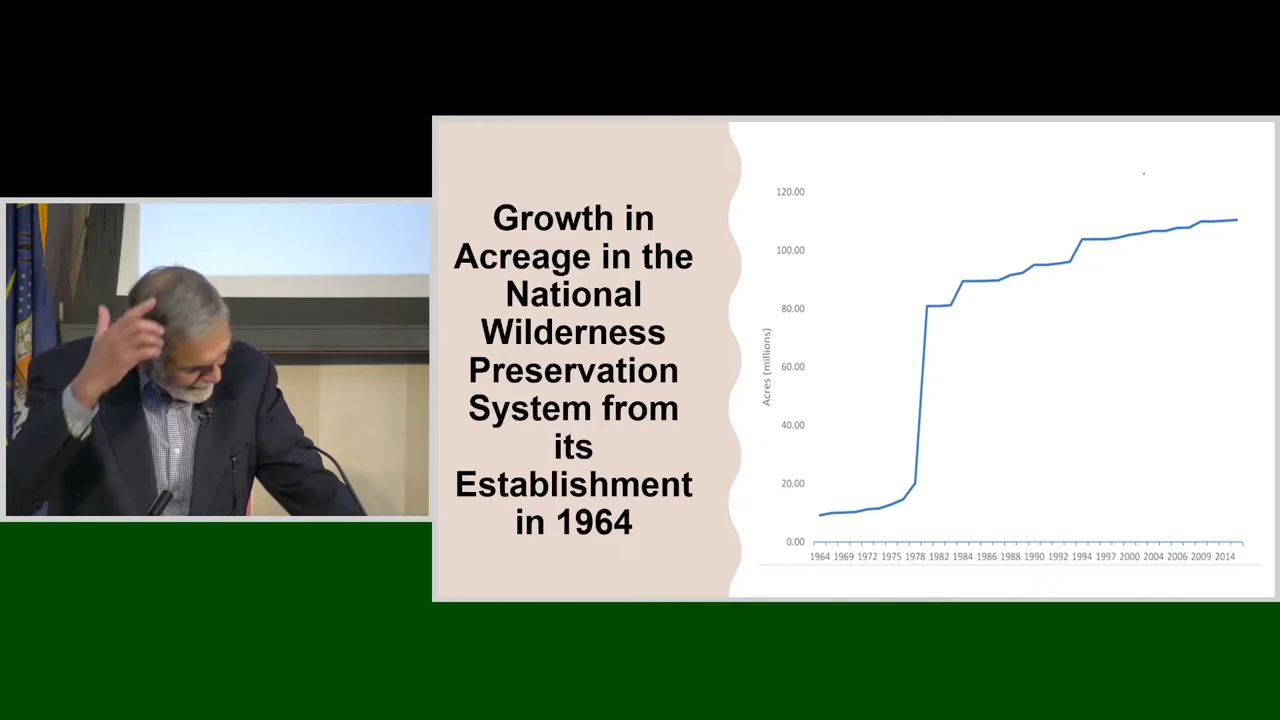 Growth in
Acreage in the
National
Wilderness
Preservation
System from
its
Establishment
in 1964
120.00
100.00
80.00
60.00
40.00
20.00
0.00
Acres (millions)
1964 1969 1972 1975 1978 1982 1984 1986 1988 1990 1992 1994 1997 2000 2004 2006 2009 2014